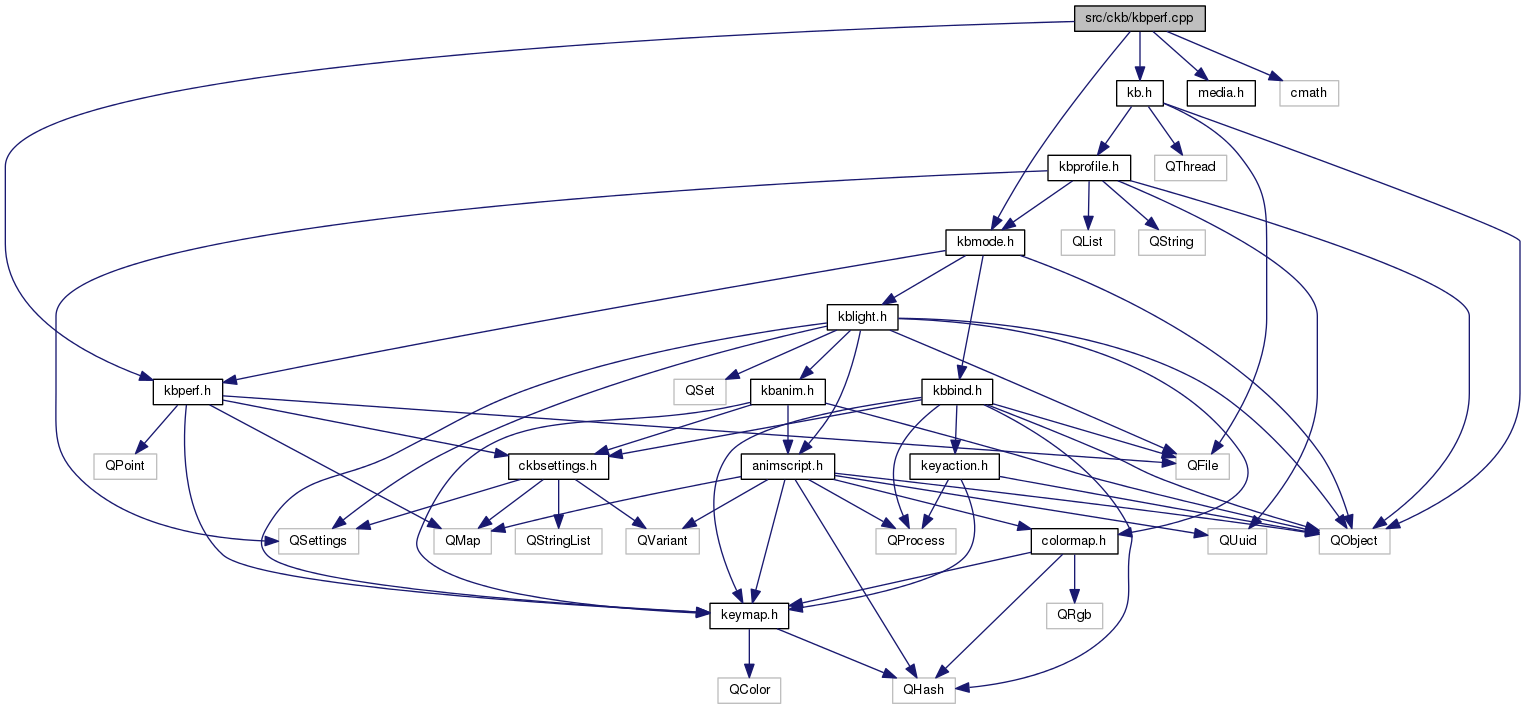 src/ckb/kbperf.cpp
kb.h
media.h
cmath
kbprofile.h
QThread
kbmode.h
QList
QString
kblight.h
kbperf.h
QSet
kbanim.h
kbbind.h
QPoint
ckbsettings.h
animscript.h
keyaction.h
QFile
QSettings
QMap
QStringList
QVariant
QProcess
colormap.h
QUuid
QObject
keymap.h
QRgb
QColor
QHash